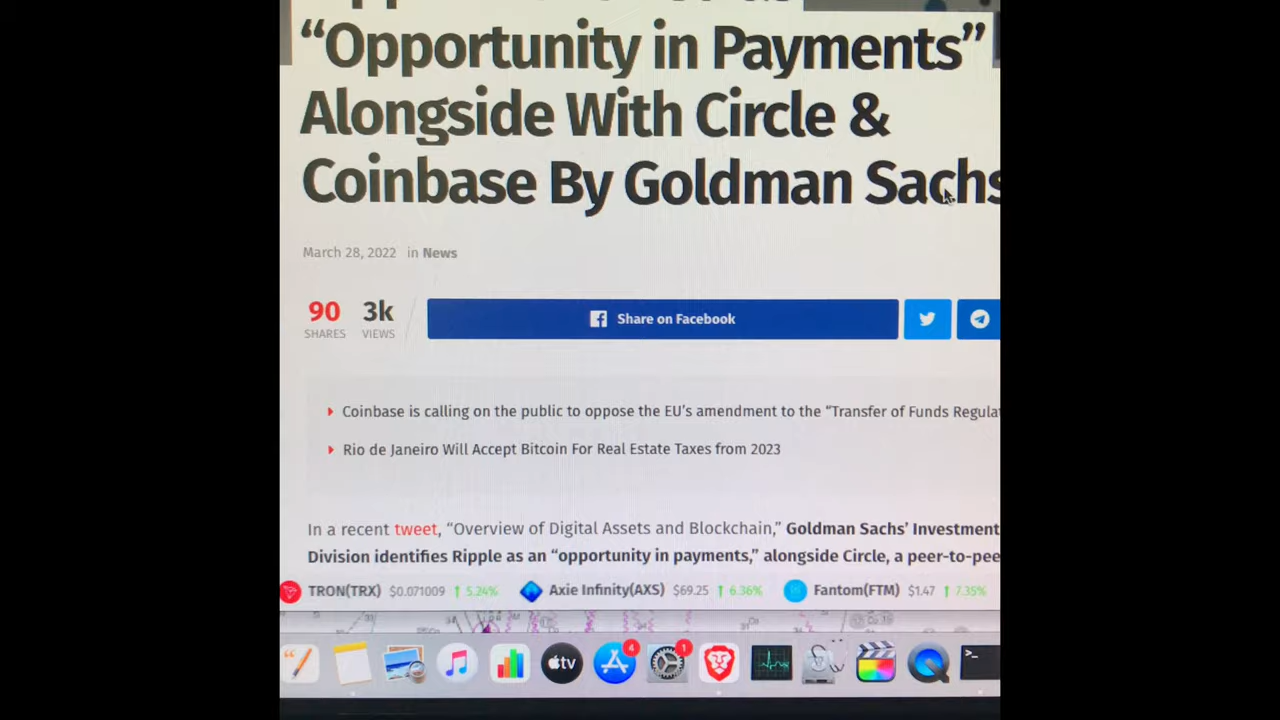 “Opportunity in Payments”
Alongside With Circle &
Coinbase By Goldman Sachs
March 28, 2022 in News
90 3k
SHARES VIEWS
Share on Facebook
Coinbase is calling on the public to oppose the EU’s amendment to the “Transfer of Funds Regula
Rio de Janeiro Will Accept Bitcoin For Real Estate Taxes from 2023
In a recent tweet, “Overview of Digital Assets and Blockchain,” Goldman Sachs’ Investment
Division identifies Ripple as an “opportunity in payments,” alongside Circle, a peer-to-pee
TRON(TRX) $0.071009 ↑ 5.24% Axie Infinity(AXS) $69.25 ↑ 6.36% Fantom(FTM) $1.47 ↑ 7.35%
tv 4 1 >_